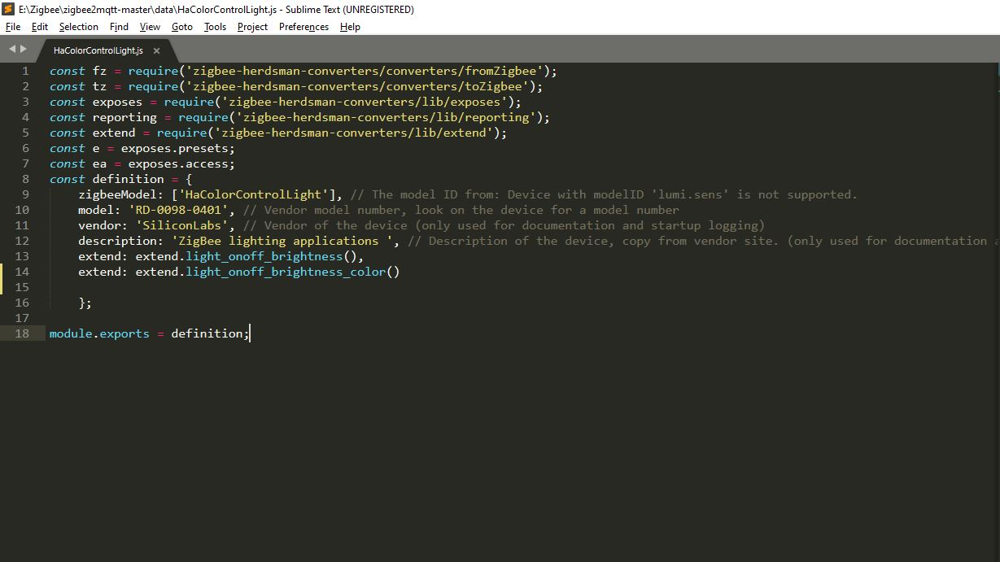 E:\Zigbee\zigbee2mqtt-master\data\HaColorControlLight.js - Sublime Text (UNREGISTERED)
File Edit Selection Find View Goto Tools Project Preferences Help
HaColorControlLight.js ×
1 const fz = require('zigbee-herdsman-converters/converters/fromZigbee');
2 const tz = require('zigbee-herdsman-converters/converters/toZigbee');
3 const exposes = require('zigbee-herdsman-converters/lib/exposes');
4 const reporting = require('zigbee-herdsman-converters/lib/reporting');
5 const extend = require('zigbee-herdsman-converters/lib/extend');
6 const e = exposes.presets;
7 const ea = exposes.access;
8 const definition = {
9     zigbeeModel: ['HaColorControlLight'], // The model ID from: Device with modelID 'lumi.sens' is not supported.
10     model: 'RD-0098-0401', // Vendor model number, look on the device for a model number
11     vendor: 'SiliconLabs', // Vendor of the device (only used for documentation and startup logging)
12     description: 'ZigBee lighting applications ', // Description of the device, copy from vendor site. (only used for documentation a
13     extend: extend.light_onoff_brightness(),
14     extend: extend.light_onoff_brightness_color()
15
16     };
17
18 module.exports = definition;